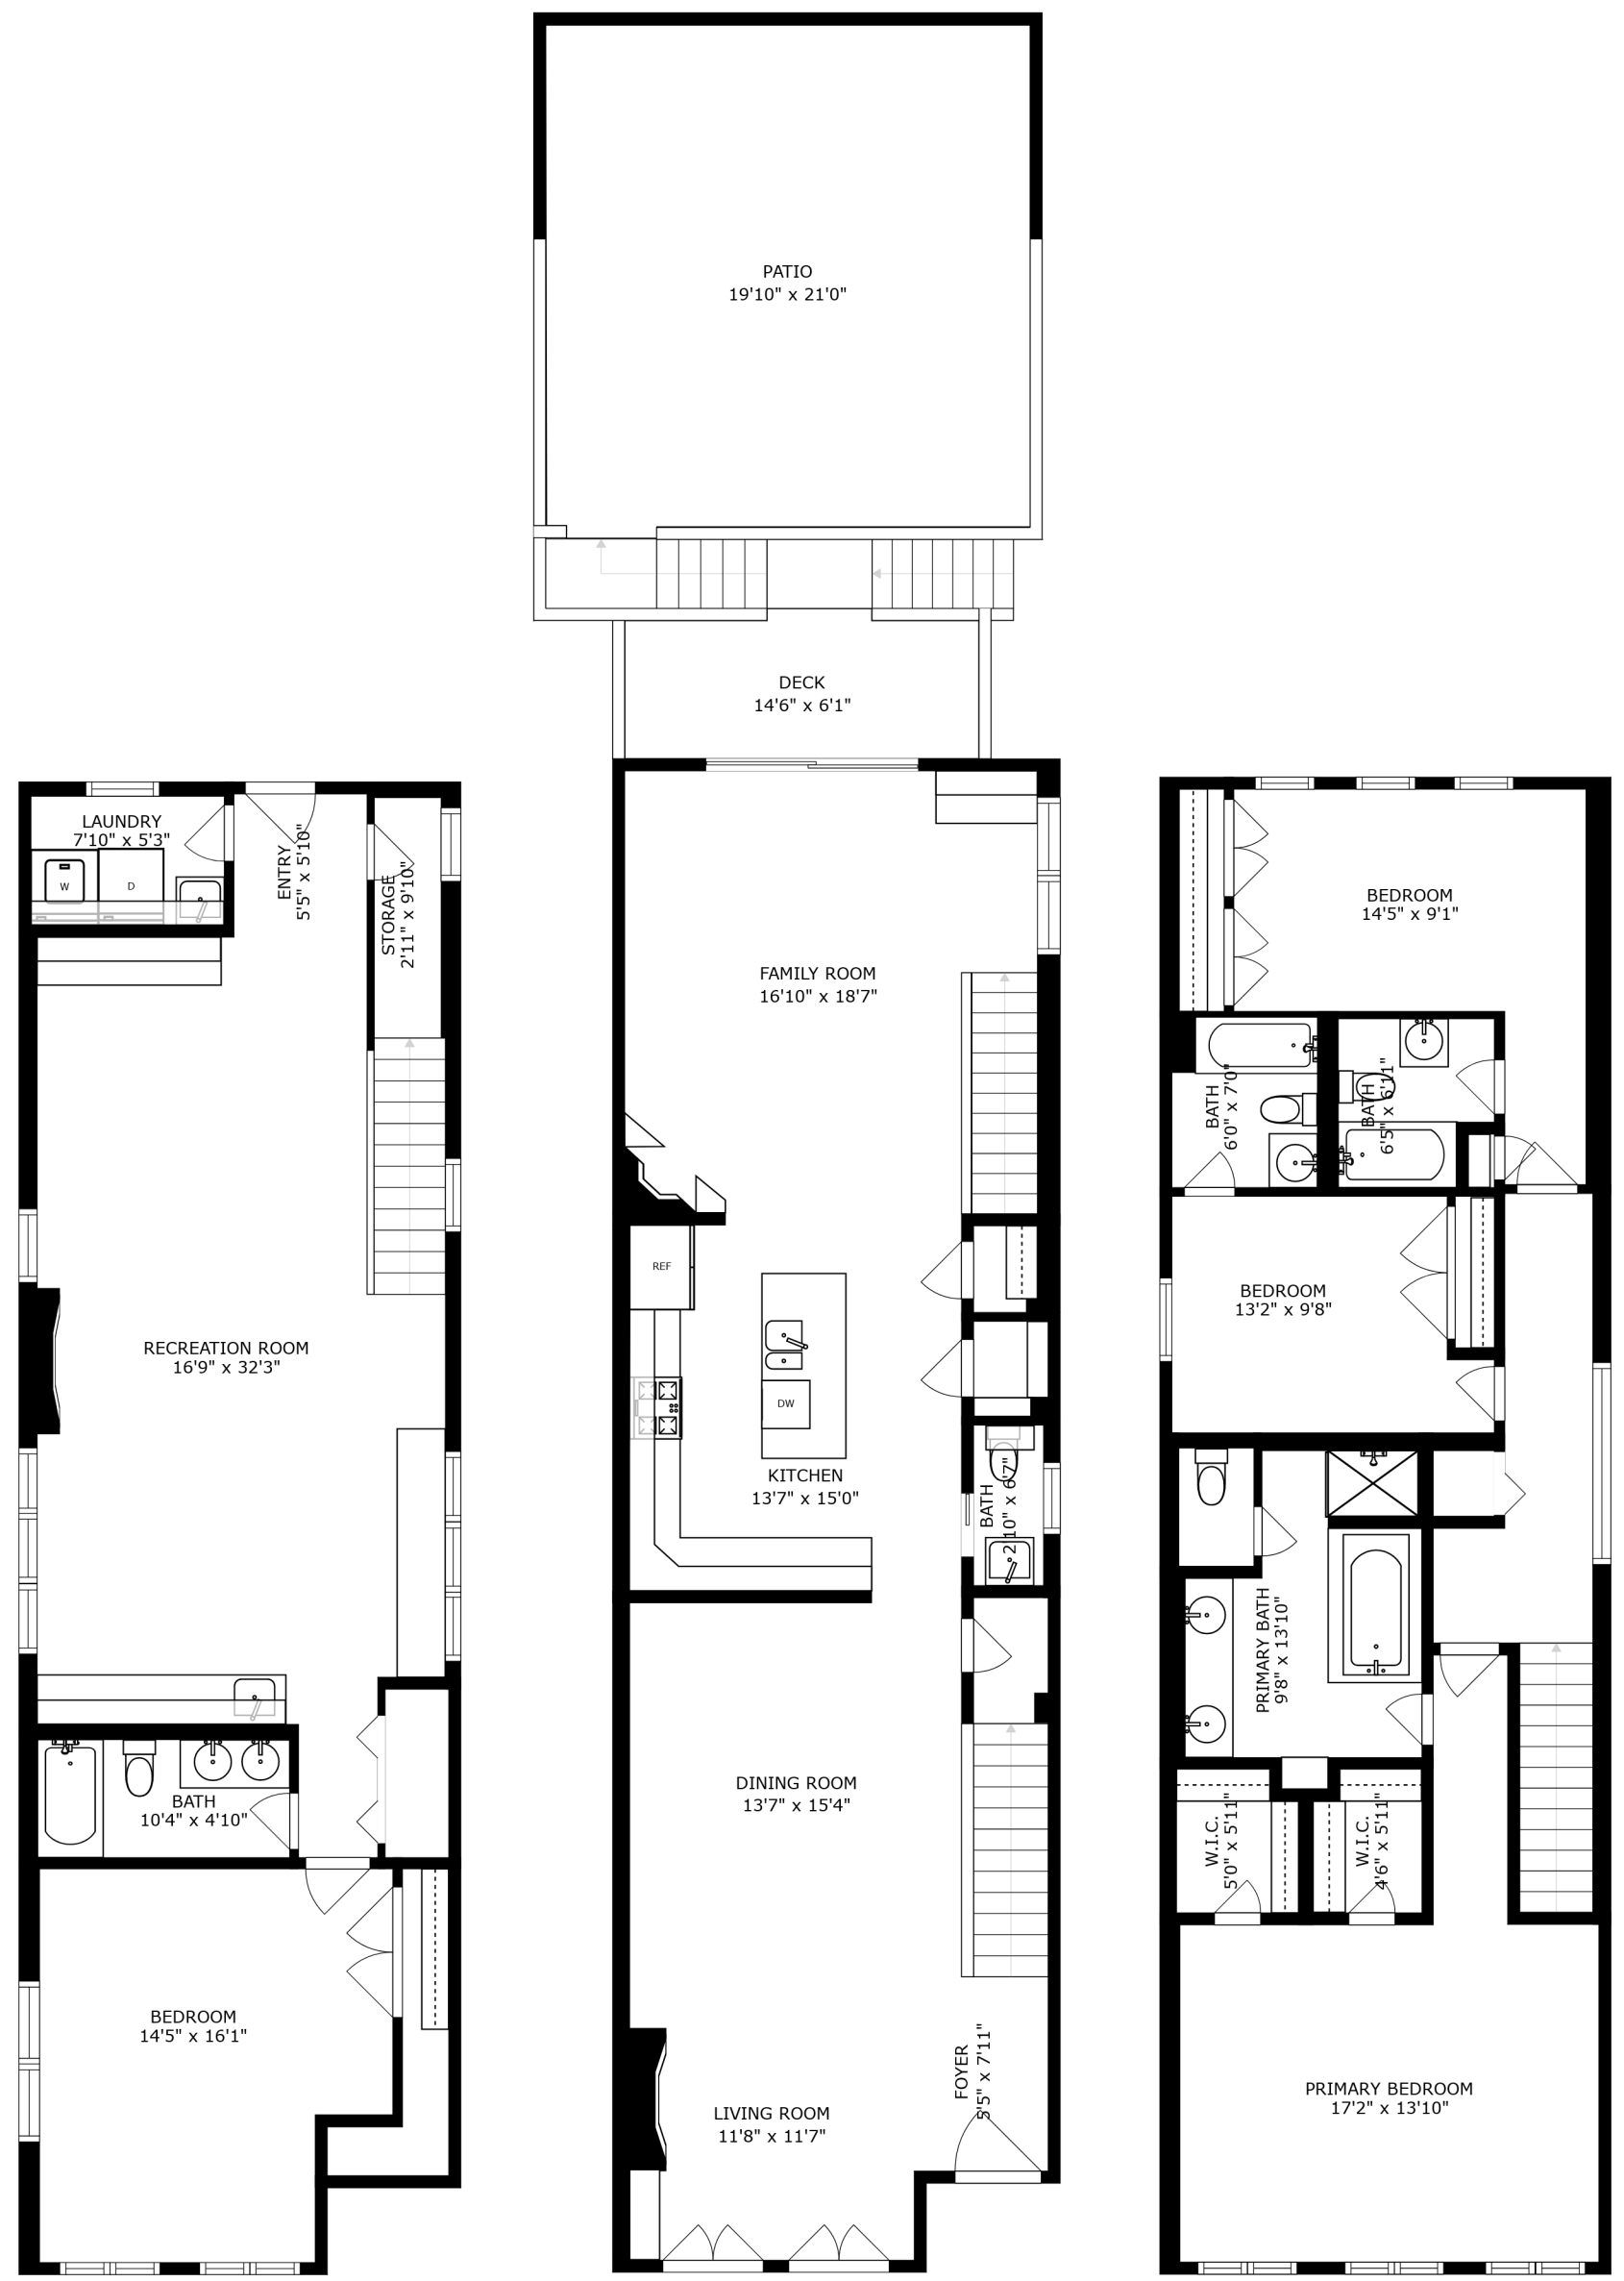 PATIO
19'10" x 21'0"
DECK
14'6" x 6'1"
LAUNDRY
7'10" x 5'3"
W
D
ENTRY
5'5" x 5'10"
STORAGE
2'11" x 9'10"
RECREATION ROOM
16'9" x 32'3"
BATH
10'4" x 4'10"
BEDROOM
14'5" x 16'1"
FAMILY ROOM
16'10" x 18'7"
REF
DW
KITCHEN
13'7" x 15'0"
BATH
2'10" x 6'7"
DINING ROOM
13'7" x 15'4"
FOYER
5'5" x 7'11"
LIVING ROOM
11'8" x 11'7"
BEDROOM
14'5" x 9'1"
BATH
6'0" x 7'0"
BATH
6'5" x 6'11"
BEDROOM
13'2" x 9'8"
PRIMARY BATH
9'8" x 13'10"
W.I.C.
5'0" x 5'11"
W.I.C.
4'6" x 5'11"
PRIMARY BEDROOM
17'2" x 13'10"